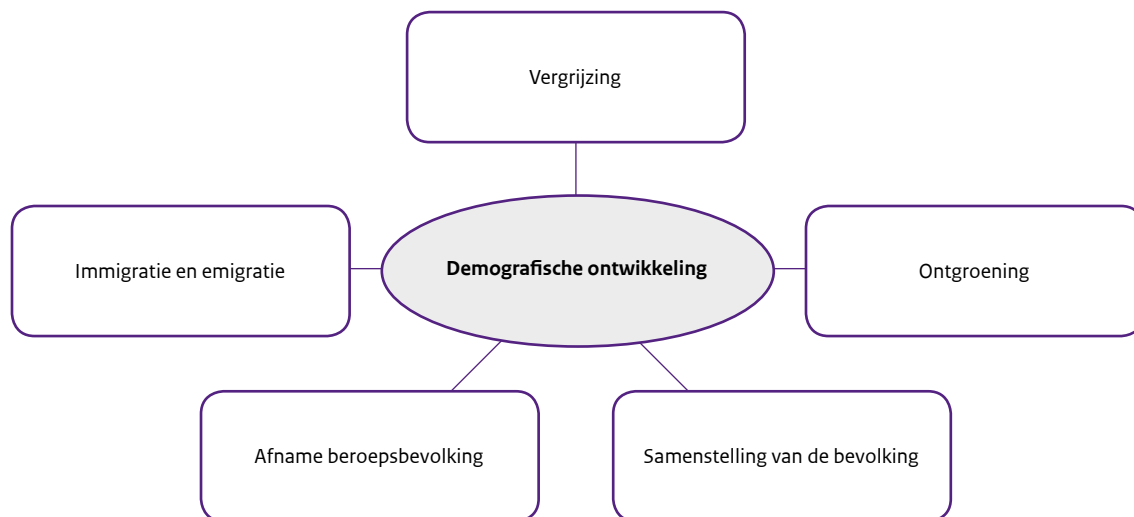 Vergrijzing
Immigratie en emigratie
Demografische ontwikkeling
Ontgroening
Afname beroepsbevolking
Samenstelling van de bevolking